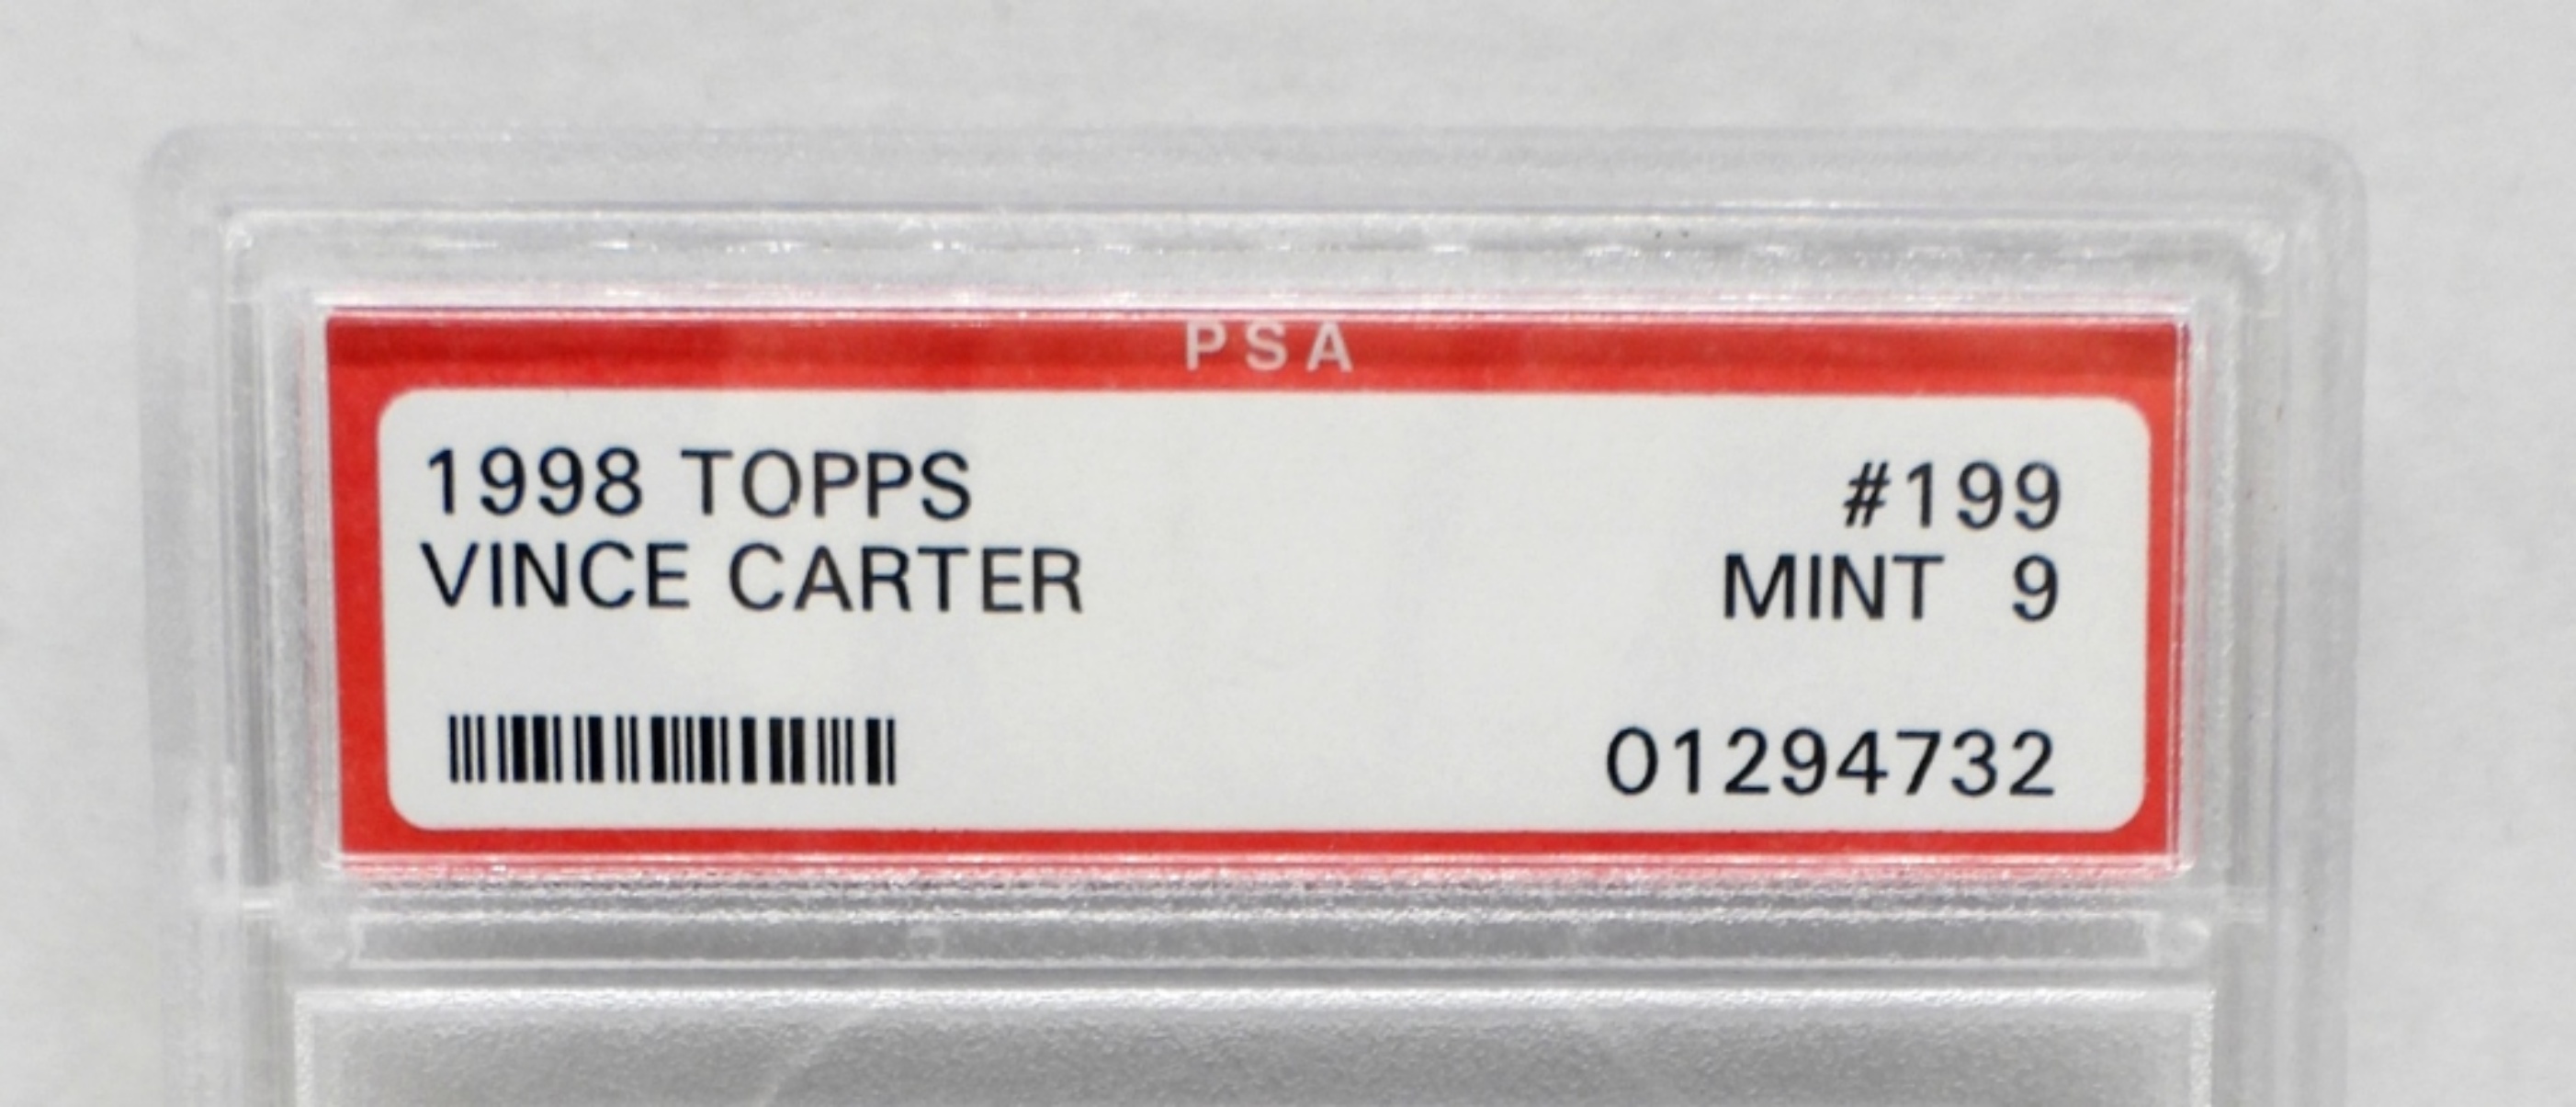 PSA
1998 TOPPS
#199
VINCE CARTER
MINT 9
01294732